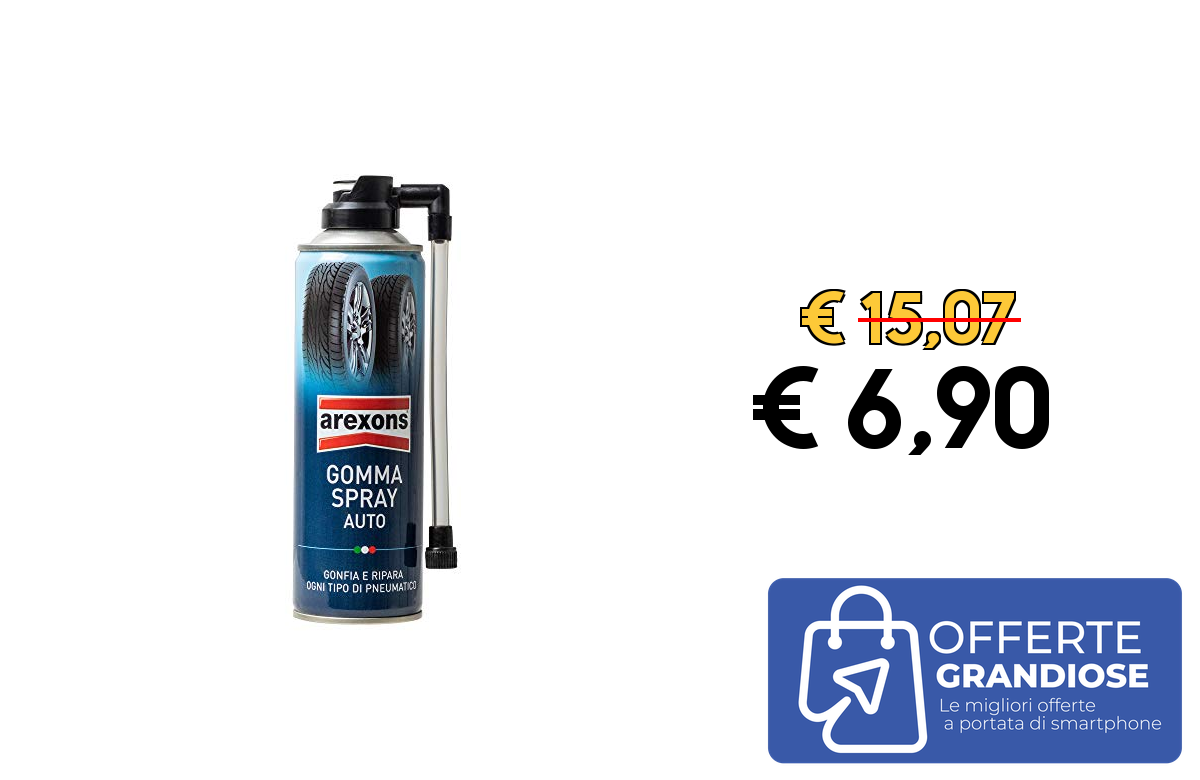 arexons
GOMMA
SPRAY
AUTO
GONFIA E RIPARA
OGNI TIPO DI PNEUMATICO
€ 15,07
€ 6,90
OFFERTE
GRANDIOSE
Le migliori offerte
a portata di smartphone